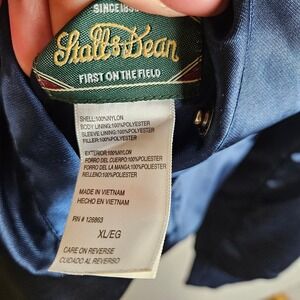 SINCE
Stall & Dean
FIRST ON THE FIELD
SHELL:100%NYLON
BODY LINING:100%POLYESTER
SLEEVE LINING:100%POLYESTER
FILLER:100%POLYESTER
EXTERIOR:100%NYLON
FORRO DEL CUERPO:100%POLIESTER
FORRO DE LA MANGA:100%POLIESTER
RELLENO:100%POLIESTER
MADE IN VIETNAM
HECHO EN VIETNAM
RN # 126863
XL/EG
CARE ON REVERSE
CUIDADO AL REVERSO